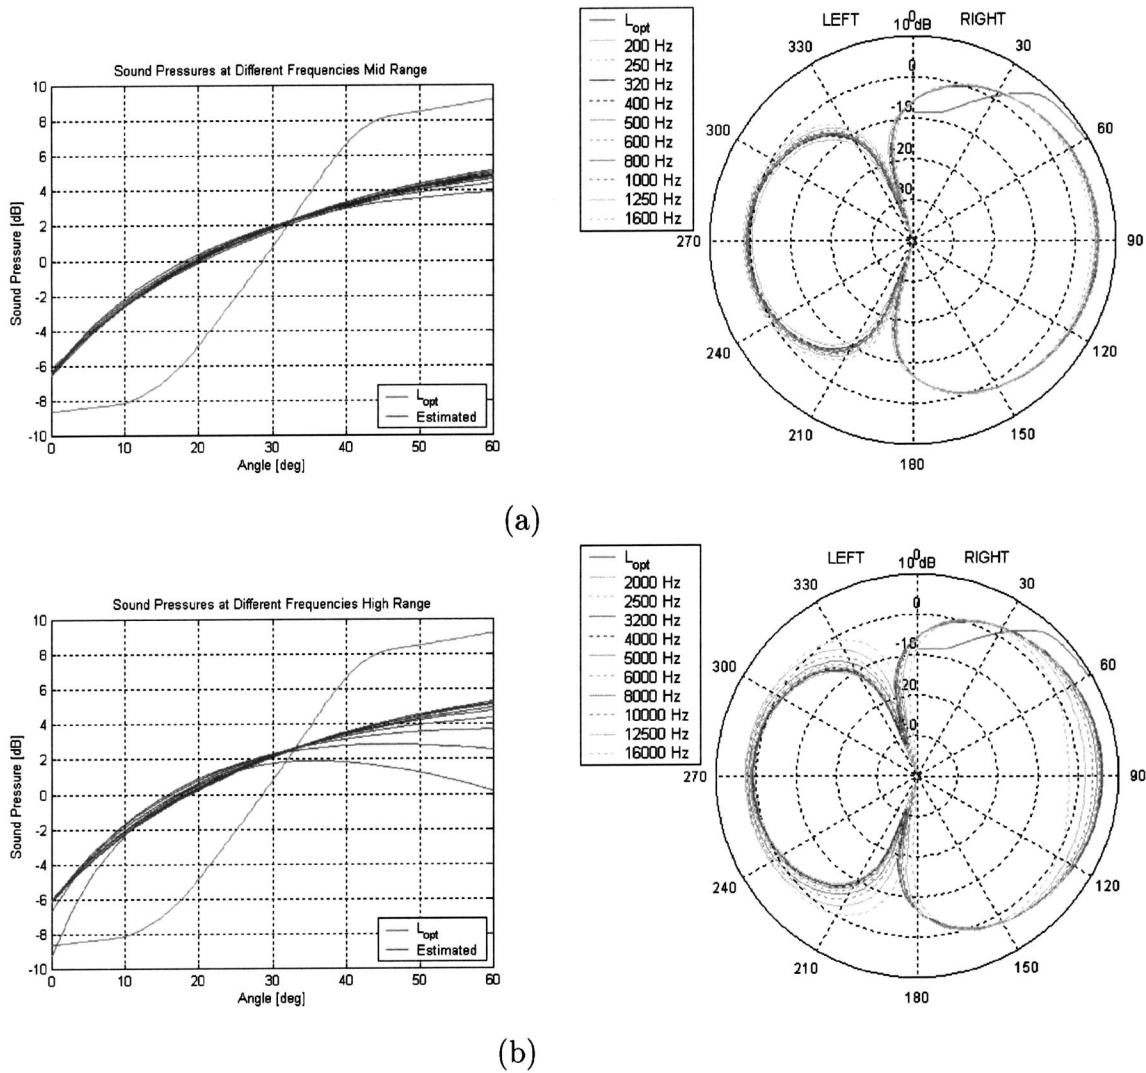 Sound Pressures at Different Frequencies Mid Range
Sound Pressure [dB]
10
8
6
4
2
0
-2
-4
-6
-8
-10
0 10 20 30 40 50 60
Angle [deg]
L_opt
Estimated
L_opt
200 Hz
250 Hz
320 Hz
400 Hz
500 Hz
600 Hz
800 Hz
1000 Hz
1250 Hz
1600 Hz
LEFT 0 RIGHT
10 dB
330 30
0
15
300 60
20
30
270 90
240 120
210 150
180
(a)
Sound Pressures at Different Frequencies High Range
Sound Pressure [dB]
10
8
6
4
2
0
-2
-4
-6
-8
-10
0 10 20 30 40 50 60
Angle [deg]
L_opt
Estimated
L_opt
2000 Hz
2500 Hz
3200 Hz
4000 Hz
5000 Hz
6000 Hz
8000 Hz
10000 Hz
12500 Hz
16000 Hz
LEFT 0 RIGHT
10 dB
330 30
0
15
300 60
20
270 90
240 120
210 150
180
(b)